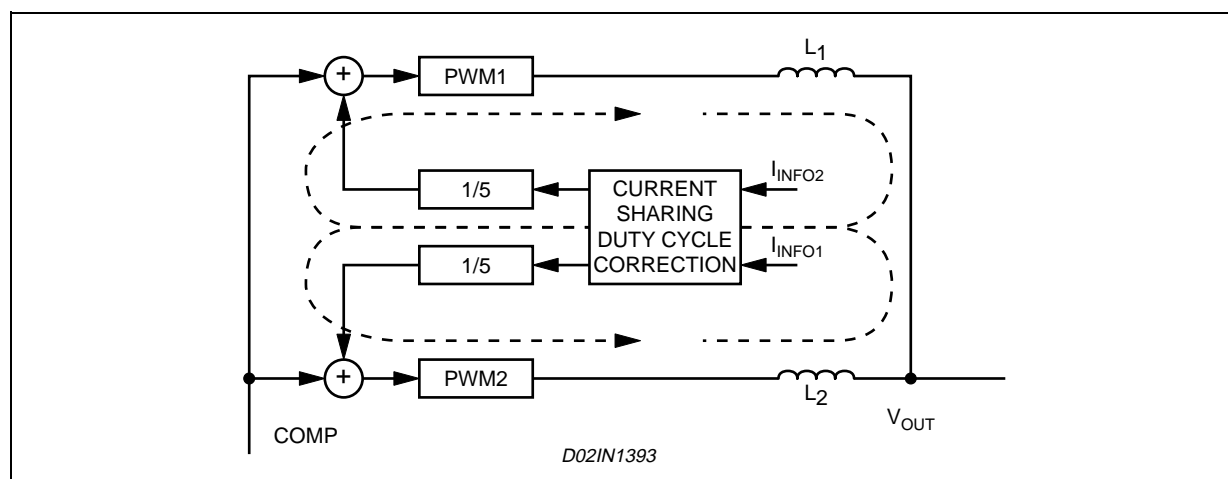 L1
+
PWM1
1/5
CURRENT
SHARING
DUTY CYCLE
CORRECTION
IINFO2
IINFO1
1/5
+
PWM2
L2
VOUT
COMP
D02IN1393